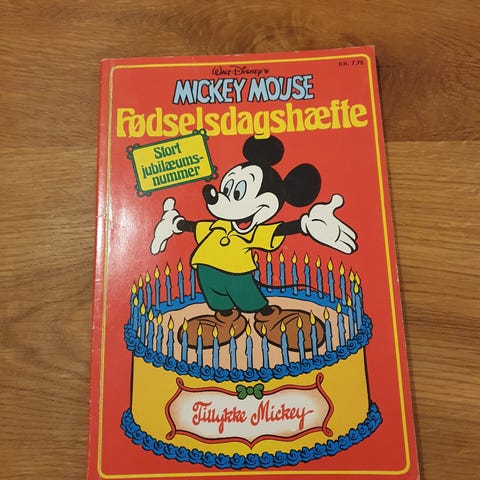 Walt Disney's
KR. 7.75
MICKEY MOUSE
Fødselsdagshæfte
Stort
jubilæums-
nummer
Tillykke Mickey